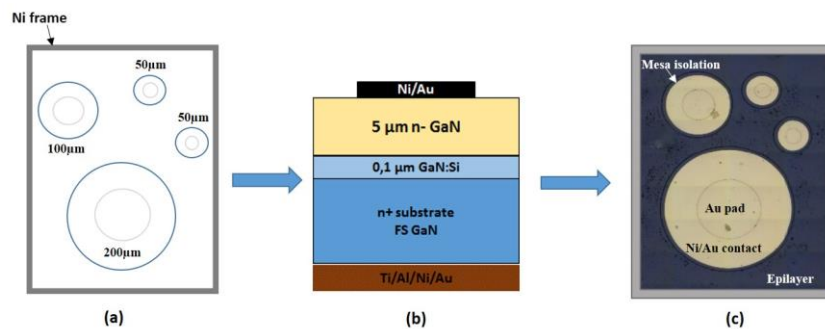 Ni frame
50µm
50µm
100µm
200µm
(a)
Ni/Au
5 µm n- GaN
0,1 µm GaN:Si
n+ substrate
FS GaN
Ti/Al/Ni/Au
(b)
Mesa isolation
Au pad
Ni/Au contact
Epilayer
(c)